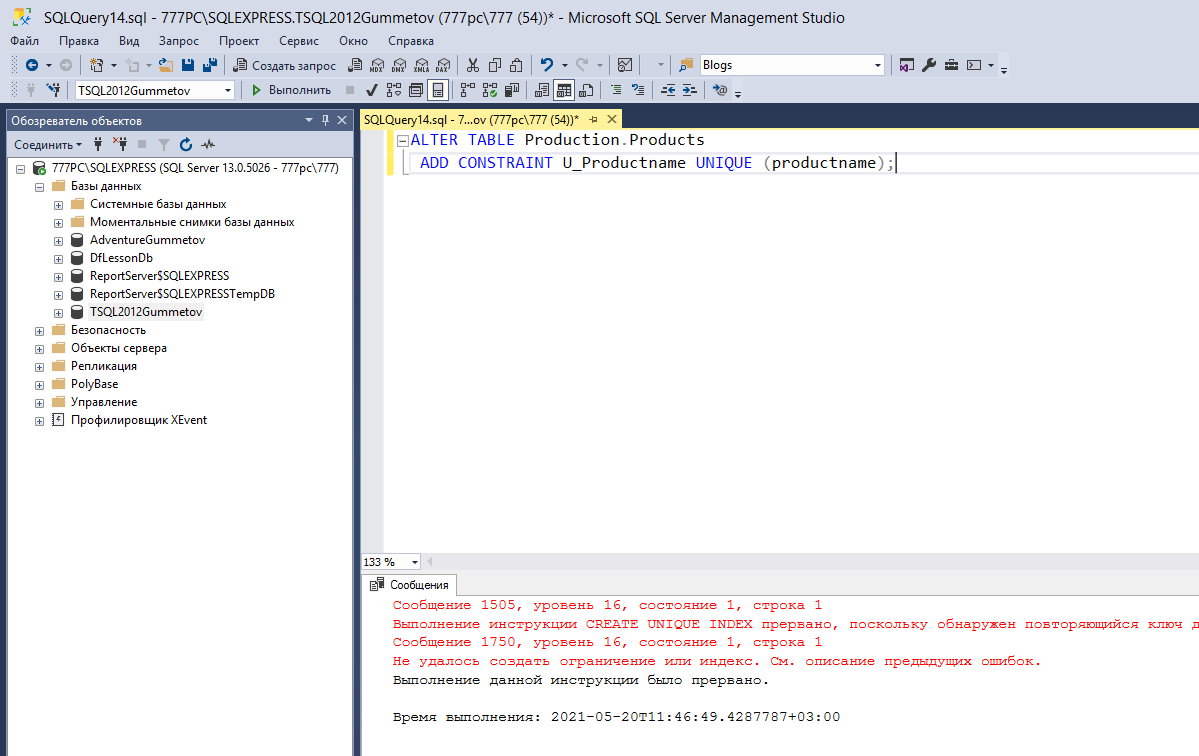 SQLQuery14.sql - 777PC\SQLEXPRESS.TSQL2012Gummetov (777pc\777 (54))* - Microsoft SQL Server Management Studio
Файл Правка Вид Запрос Проект Сервис Окно Справка
Создать запрос MDX DMX XMLA DAX Blogs
TSQL2012Gummetov Выполнить
Обозреватель объектов
Соединить
777PC\SQLEXPRESS (SQL Server 13.0.5026 - 777pc\777)
Базы данных
Системные базы данных
Моментальные снимки базы данных
AdventureGummetov
DfLessonDb
ReportServer$SQLEXPRESS
ReportServer$SQLEXPRESSTempDB
TSQL2012Gummetov
Безопасность
Объекты сервера
Репликация
PolyBase
Управление
Профилировщик XEvent
SQLQuery14.sql - 7...ov (777pc\777 (54))*
ALTER TABLE Production.Products
ADD CONSTRAINT U_Productname UNIQUE (productname);
133 %
Сообщения
Сообщение 1505, уровень 16, состояние 1, строка 1
Выполнение инструкции CREATE UNIQUE INDEX прервано, поскольку обнаружен повторяющийся ключ д
Сообщение 1750, уровень 16, состояние 1, строка 1
Не удалось создать ограничение или индекс. См. описание предыдущих ошибок.
Выполнение данной инструкции было прервано.
Время выполнения: 2021-05-20T11:46:49.4287787+03:00